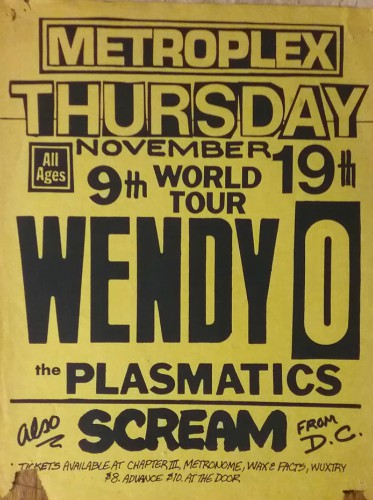 METROPLEX
THURSDAY
NOVEMBER 19th
All Ages
9th WORLD TOUR
WENDY O
the PLASMATICS
also SCREAM FROM D.C.
• TICKETS AVAILABLE AT CHAPTER III, METRONOME, WAX & FACTS, WUXTRY
$8. ADVANCE $10. AT THE DOOR